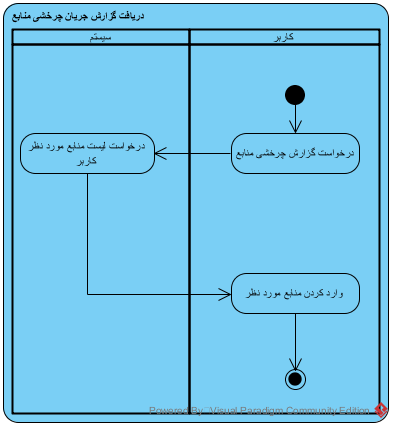 دریافت گزارش جریان چرخشی منابع
کاربر
سیستم
درخواست گزارش چرخشی منابع
درخواست لیست منابع مورد نظر
کاربر
وارد کردن منابع مورد نظر
Powered By Visual Paradigm Community Edition